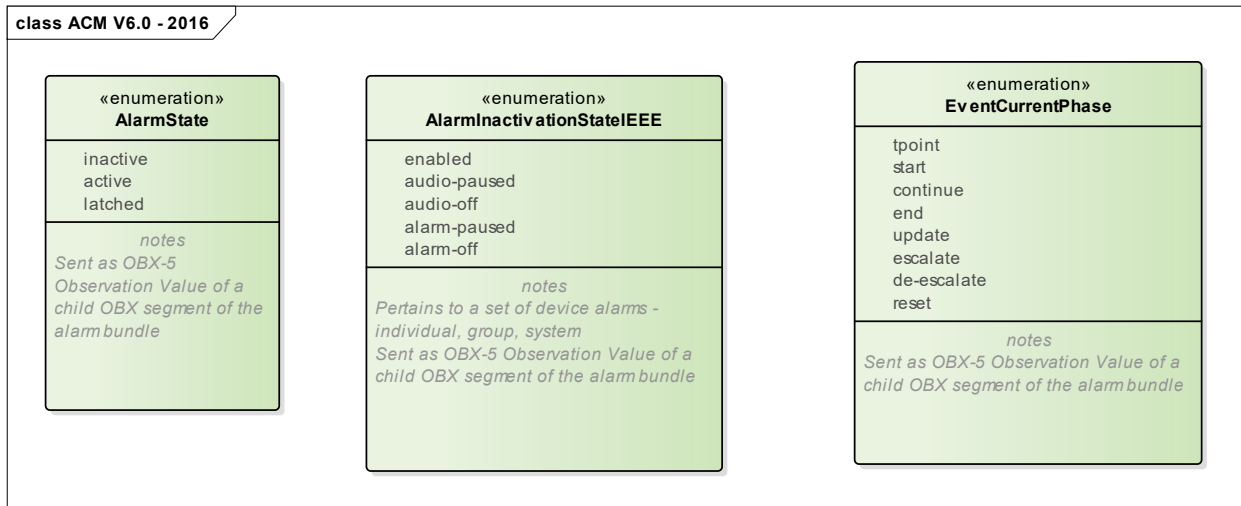 class ACM V6.0 - 2016
«enumeration»
AlarmState
inactive
active
latched
notes
Sent as OBX-5
Observation Value of a
child OBX segment of the
alarm bundle
«enumeration»
AlarmInactivationStateIEEE
enabled
audio-paused
audio-off
alarm-paused
alarm-off
notes
Pertains to a set of device alarms -
individual, group, system
Sent as OBX-5 Observation Value of a
child OBX segment of the alarm bundle
«enumeration»
EventCurrentPhase
tpoint
start
continue
end
update
escalate
de-escalate
reset
notes
Sent as OBX-5 Observation Value of a
child OBX segment of the alarm bundle